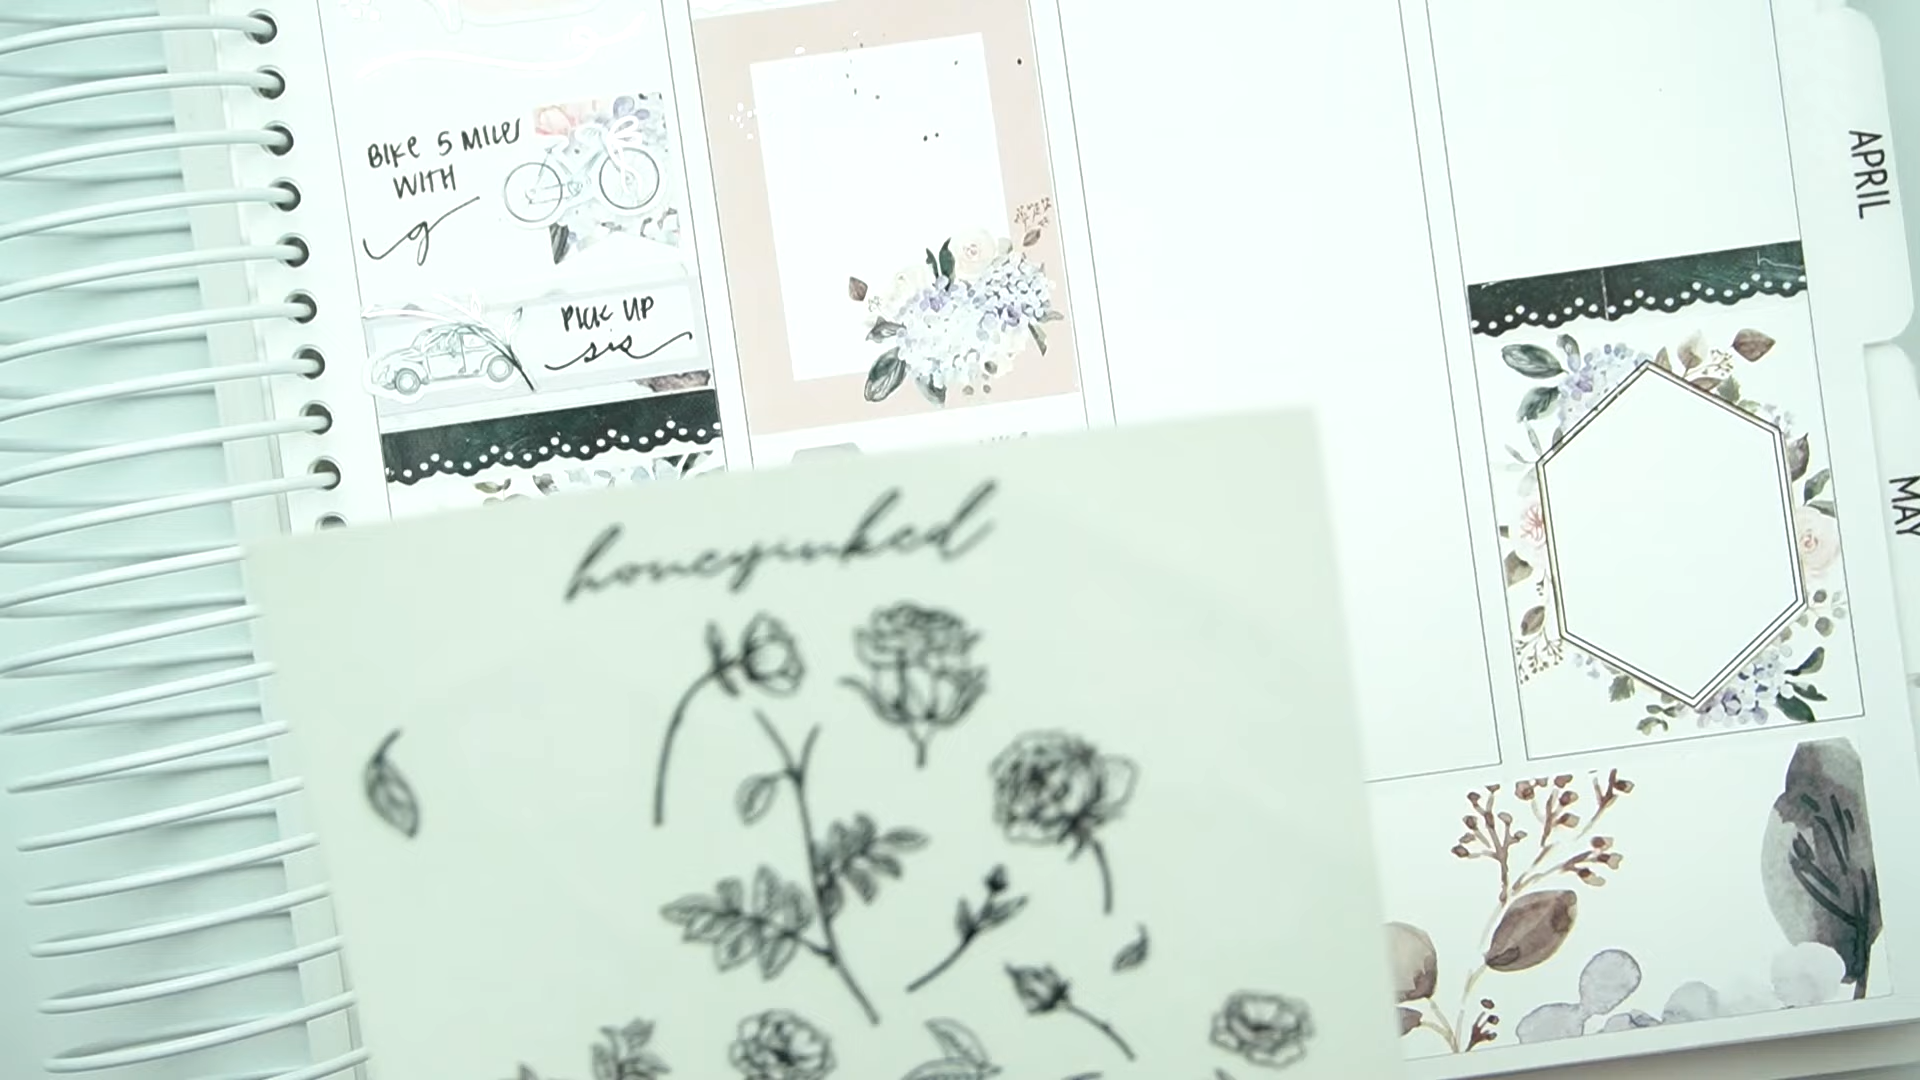 BIKE 5 MILES
WITH
g
PICK UP
sis
honeyinked
APRIL
MAY